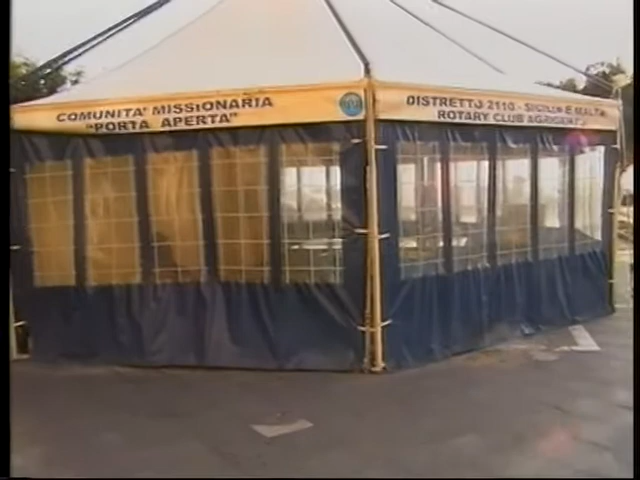 COMUNITA' MISSIONARIA
"PORTA APERTA"
DISTRETTO 2110 - SICILIA E MALTA
ROTARY CLUB AGRIGENTO